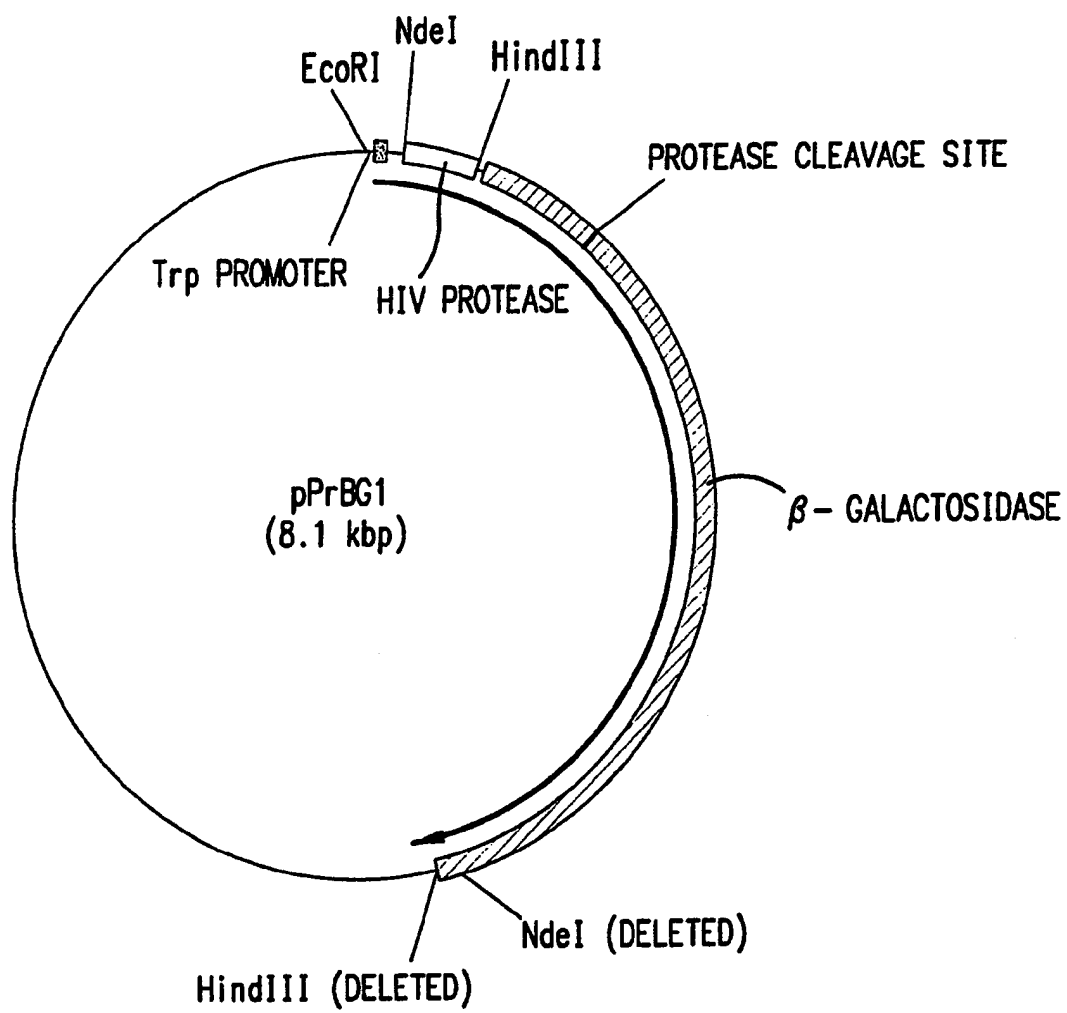 NdeI
HindIII
EcoRI
PROTEASE CLEAVAGE SITE
Trp PROMOTER
HIV PROTEASE
pPrBG1
(8.1 kbp)
β- GALACTOSIDASE
NdeI (DELETED)
HindIII (DELETED)